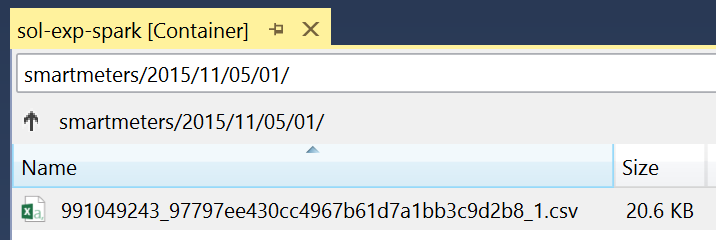 sol-exp-spark [Container]
smartmeters/2015/11/05/01/
smartmeters/2015/11/05/01/
Name Size
991049243_97797ee430cc4967b61d7a1bb3c9d2b8_1.csv 20.6 KB